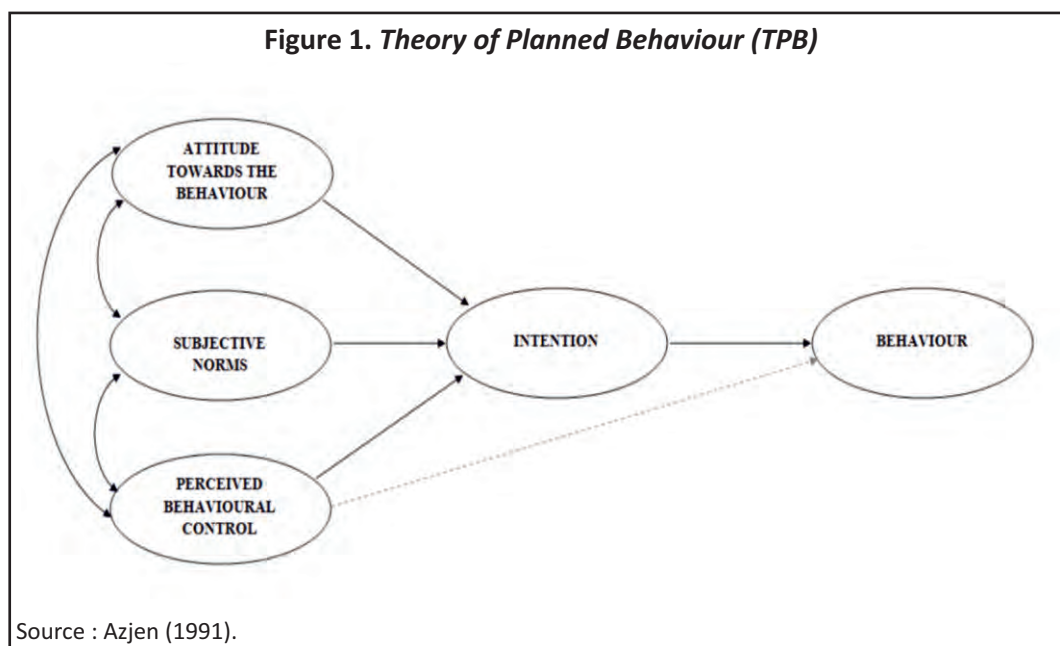 Figure 1. Theory of Planned Behaviour (TPB)
ATTITUDE
TOWARDS THE
BEHAVIOUR
SUBJECTIVE
NORMS
PERCEIVED
BEHAVIOURAL
CONTROL
INTENTION
BEHAVIOUR
Source : Azjen (1991).